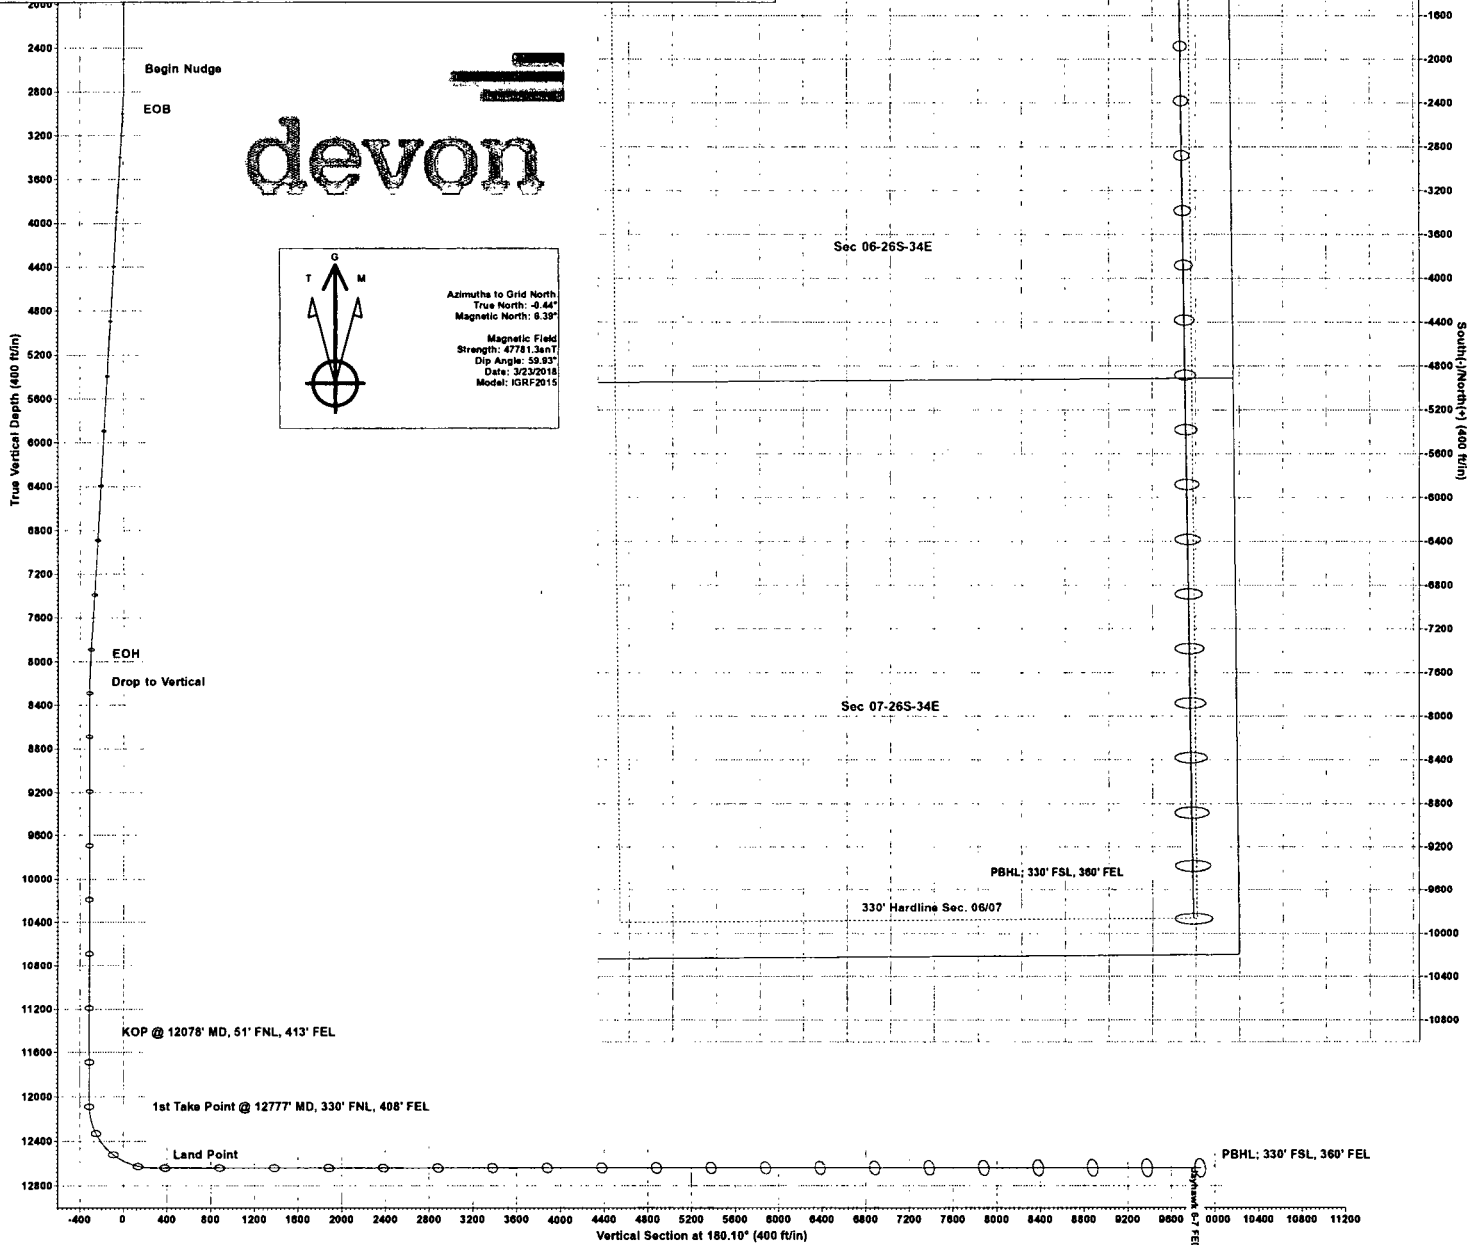 True Vertical Depth (400 ft/in)
2000
2400
2800
3200
3600
4000
4400
4800
5200
5600
6000
6400
6800
7200
7600
8000
8400
8800
9200
9600
10000
10400
10800
11200
11600
12000
12400
12800
Begin Nudge
EOB
devon
G
T M
Azimuths to Grid North
True North: -0.44°
Magnetic North: 6.39°
Magnetic Field
Strength: 47781.3snT
Dip Angle: 59.93°
Date: 3/23/2018
Model: IGRF2015
EOH
Drop to Vertical
KOP @ 12078' MD, 51' FNL, 413' FEL
1st Take Point @ 12777' MD, 330' FNL, 408' FEL
Land Point
PBHL; 330' FSL, 360' FEL
-400 0 400 800 1200 1600 2000 2400 2800 3200 3600 4000 4400 4800 5200 5600 6000 6400 6800 7200 7600 8000 8400 8800 9200 9600 0000 10400 10800 11200
Vertical Section at 180.10° (400 ft/in)
Sec 06-26S-34E
Sec 07-26S-34E
PBHL; 330' FSL, 360' FEL
330' Hardline Sec. 06/07
-1600
-2000
-2400
-2800
-3200
-3600
-4000
-4400
-4800
-5200
-5600
-6000
-6400
-6800
-7200
-7600
-8000
-8400
-8800
-9200
-9600
-10000
-10400
-10800
South(-)/North(+) (400 ft/in)